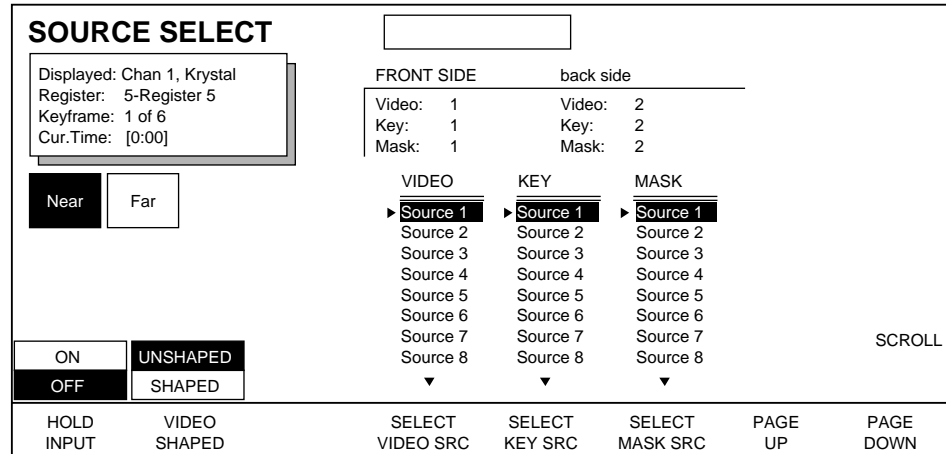 SOURCE SELECT
Displayed: Chan 1, Krystal
Register: 5-Register 5
Keyframe: 1 of 6
Cur.Time: [0:00]
FRONT SIDE back side
Video: 1 Video: 2
Key: 1 Key: 2
Mask: 1 Mask: 2
Near Far
VIDEO KEY MASK
Source 1 Source 1 Source 1
Source 2 Source 2 Source 2
Source 3 Source 3 Source 3
Source 4 Source 4 Source 4
Source 5 Source 5 Source 5
Source 6 Source 6 Source 6
Source 7 Source 7 Source 7
Source 8 Source 8 Source 8
SCROLL
ON UNSHAPED
OFF SHAPED
HOLD INPUT
VIDEO SHAPED
SELECT VIDEO SRC
SELECT KEY SRC
SELECT MASK SRC
PAGE UP
PAGE DOWN